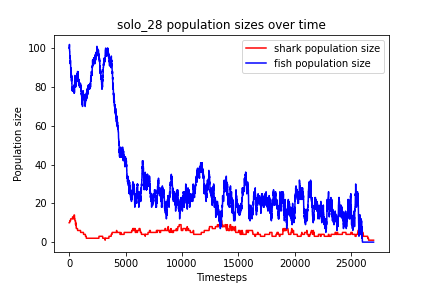 solo_28 population sizes over time
shark population size
fish population size
Population size
100
80
60
40
20
0
0
5000
10000
15000
20000
25000
Timesteps